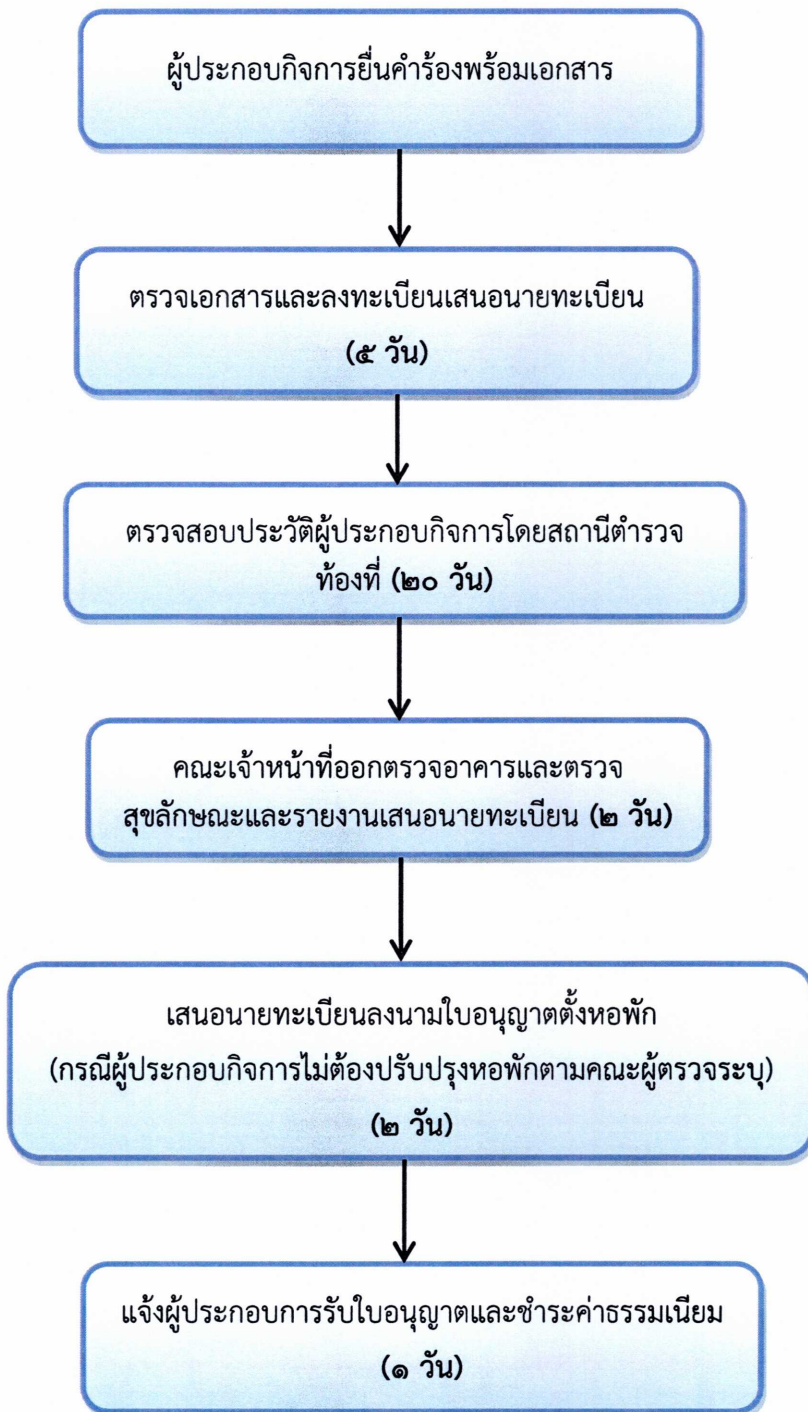 ผู้ประกอบกิจการยื่นคำร้องพร้อมเอกสาร
ตรวจเอกสารและลงทะเบียนเสนอนายทะเบียน
(๕ วัน)
ตรวจสอบประวัติผู้ประกอบกิจการโดยสถานีตำรวจ
ท้องที่ (๒๐ วัน)
คณะเจ้าหน้าที่ออกตรวจอาคารและตรวจ
สุขลักษณะและรายงานเสนอนายทะเบียน (๒ วัน)
เสนอนายทะเบียนลงนามใบอนุญาตตั้งหอพัก
(กรณีผู้ประกอบกิจการไม่ต้องปรับปรุงหอพักตามคณะผู้ตรวจระบุ)
(๒ วัน)
แจ้งผู้ประกอบการรับใบอนุญาตและชำระค่าธรรมเนียม
(๑ วัน)